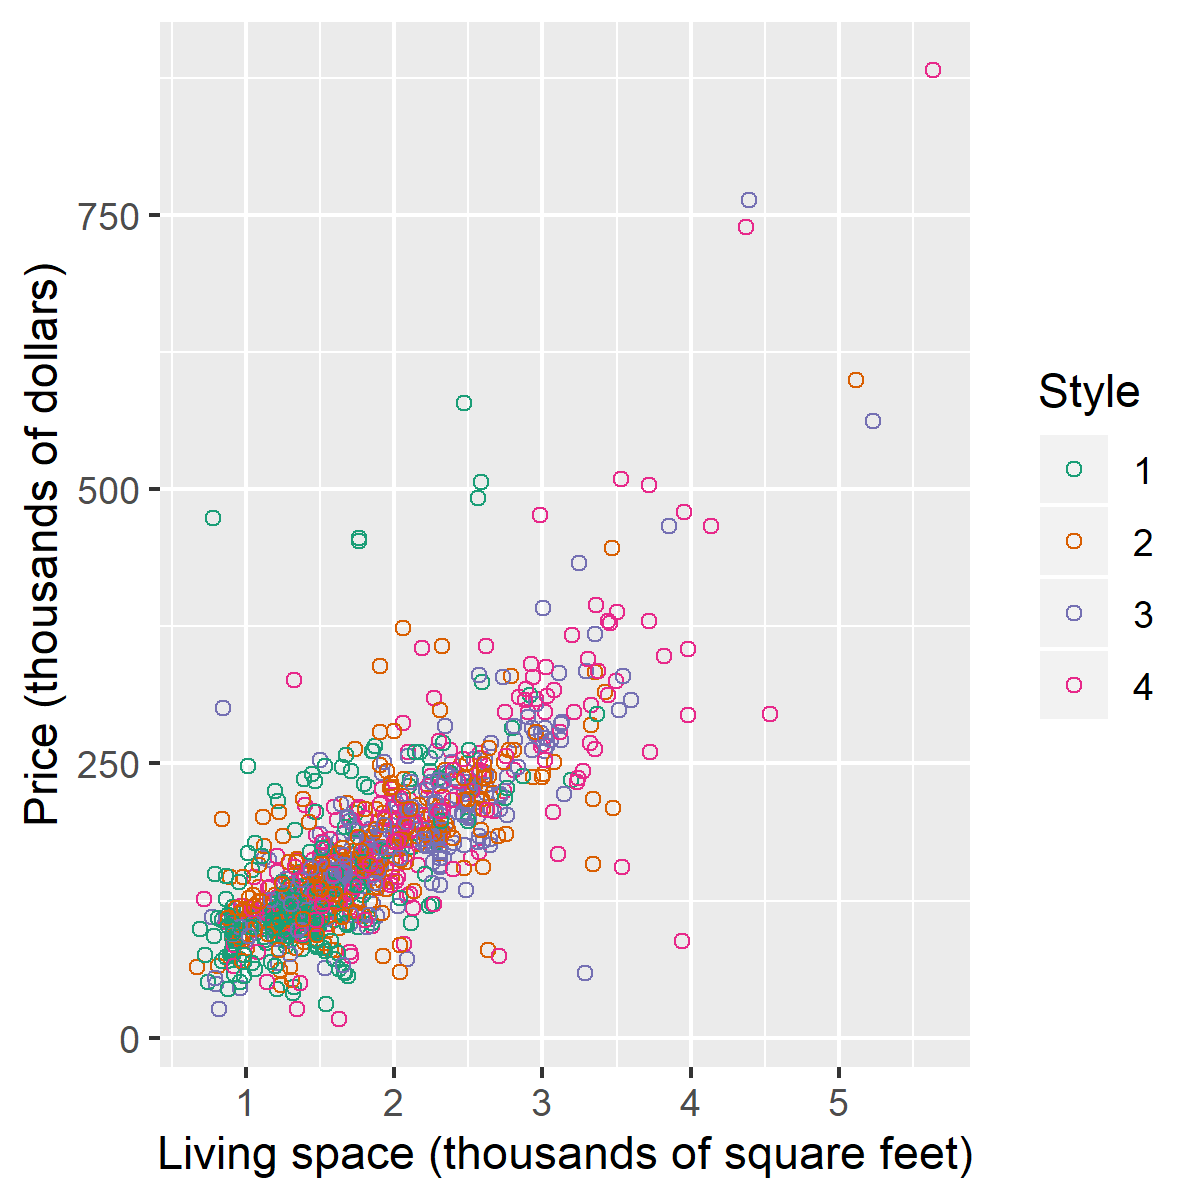 750
500
250
0
1 2 3 4 5
Price (thousands of dollars)
Living space (thousands of square feet)
Style
1
2
3
4